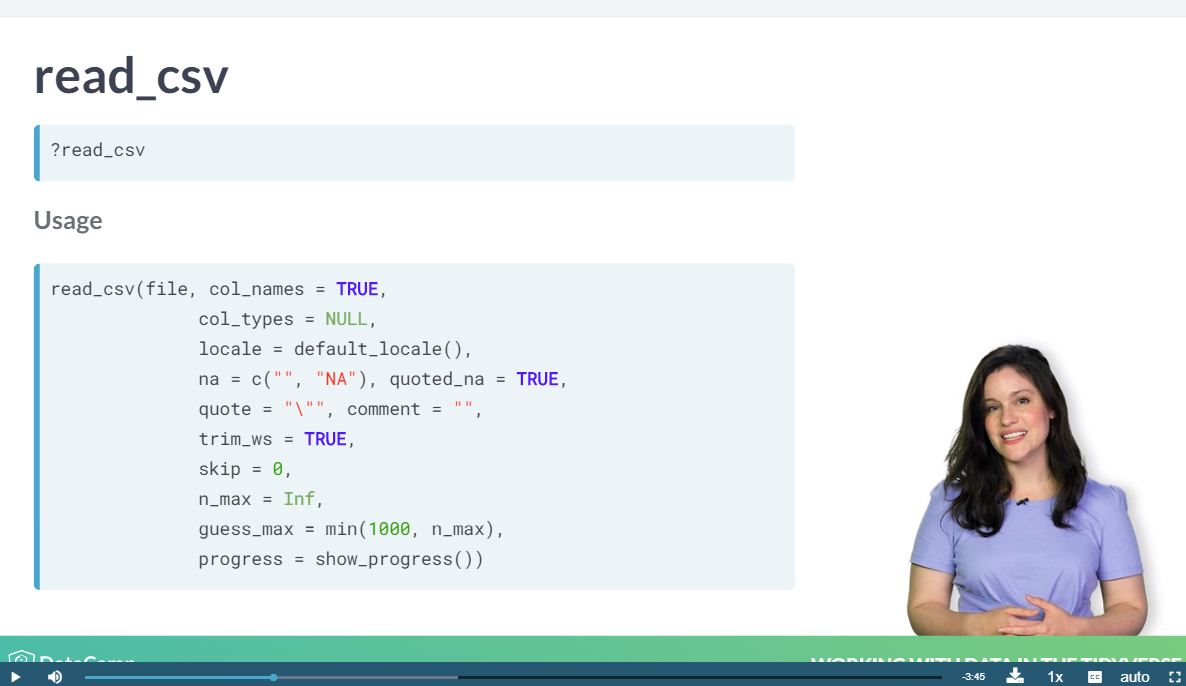 read_csv
?read_csv
Usage
read_csv(file, col_names = TRUE,
col_types = NULL,
locale = default_locale(),
na = c("", "NA"), quoted_na = TRUE,
quote = "\"", comment = "",
trim_ws = TRUE,
skip = 0,
n_max = Inf,
guess_max = min(1000, n_max),
progress = show_progress())
DataCamp
WORKING WITH DATA IN THE TIDYVERSE
-3:45
1x
CC
auto